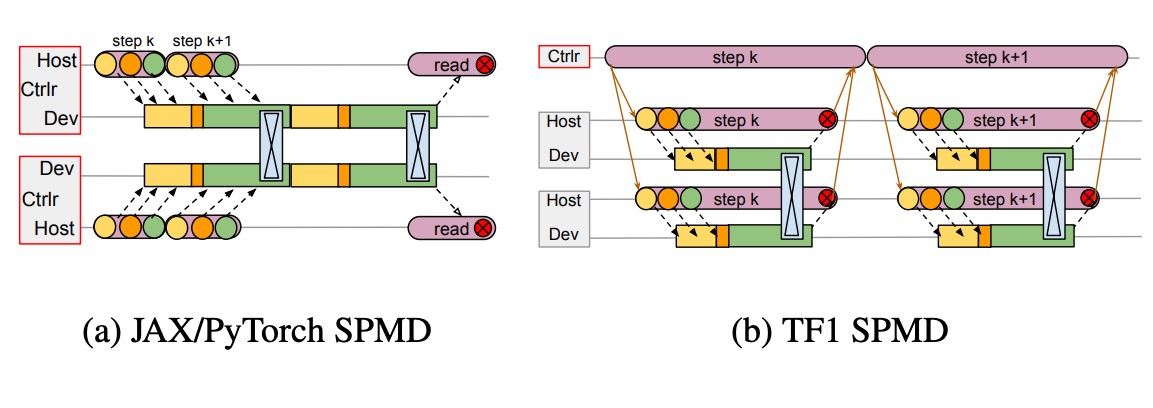 step k step k+1
Host
Ctrlr
Dev
read
Dev
Ctrlr
Host
read
(a) JAX/PyTorch SPMD
Ctrlr
step k
step k+1
Host
step k
step k+1
Dev
Host
step k
step k+1
Dev
(b) TF1 SPMD